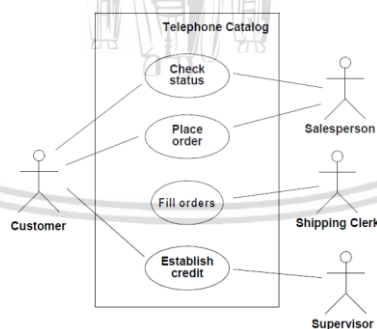 Telephone Catalog
Check
status
Place
order
Salesperson
Fill orders
Customer
Shipping Clerk
Establish
credit
Supervisor